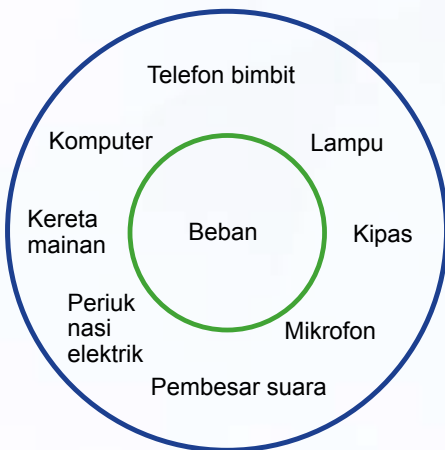 Telefon bimbit
Komputer
Lampu
Kereta
mainan
Beban
Kipas
Periuk
nasi
elektrik
Mikrofon
Pembesar suara